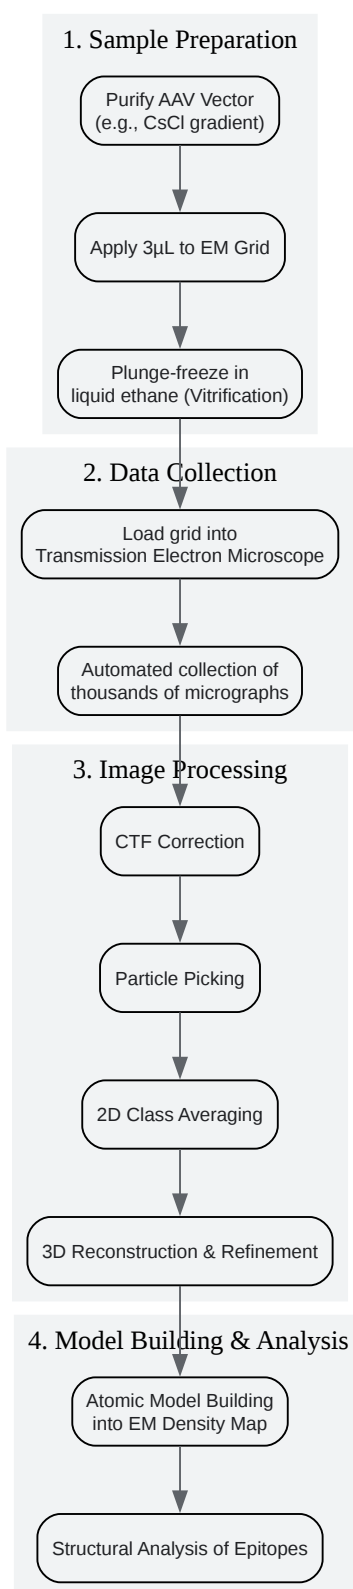 1. Sample Preparation
Purify AAV Vector
(e.g., CsCl gradient)
Apply 3µL to EM Grid
Plunge-freeze in
liquid ethane (Vitrification)
2. Data Collection
Load grid into
Transmission Electron Microscope
Automated collection of
thousands of micrographs
3. Image Processing
CTF Correction
Particle Picking
2D Class Averaging
3D Reconstruction & Refinement
4. Model Building & Analysis
Atomic Model Building
into EM Density Map
Structural Analysis of Epitopes